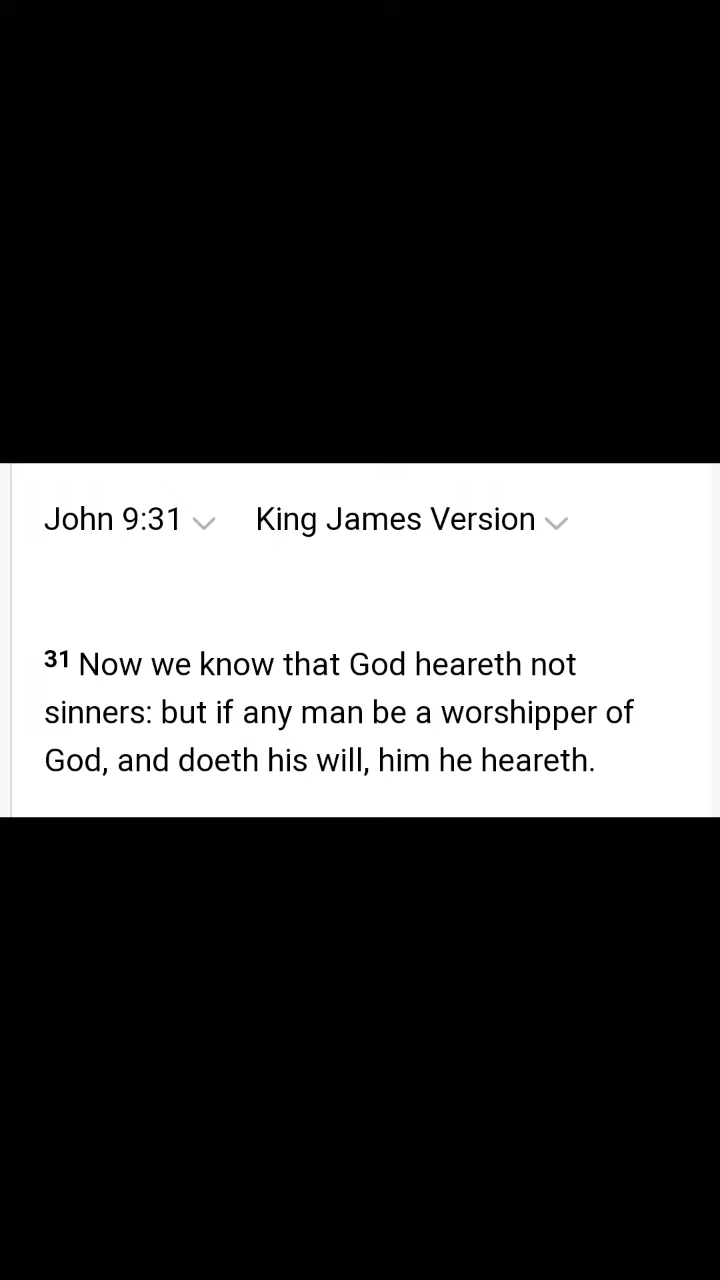 John 9:31 King James Version
31 Now we know that God heareth not
sinners: but if any man be a worshipper of
God, and doeth his will, him he heareth.